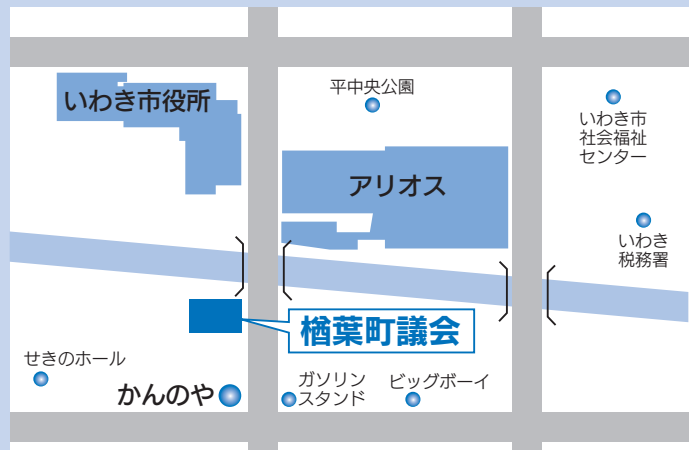 平中央公園
いわき市役所
いわき市
社会福祉
センター
アリオス
いわき
税務署
楢葉町議会
せきのホール
かんのや
ガソリン
スタンド
ビッグボーイ